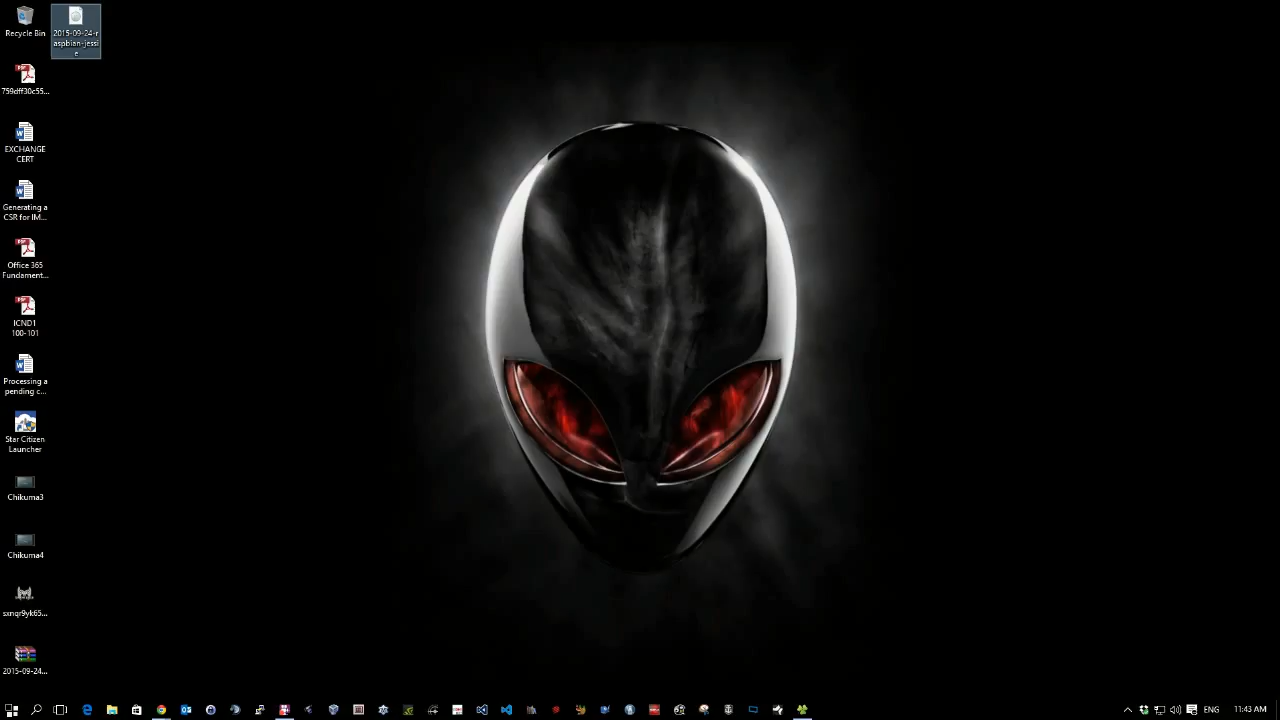 Recycle Bin
2015-09-24-r
aspbian-jessi
e
759dff30c55...
EXCHANGE
CERT
Generating a
CSR for IM...
Office 365
Fundament...
ICND1
100-101
Processing a
pending c...
Star Citizen
Launcher
Chikuma3
Chikuma4
sxnqr9yk65...
2015-09-24...
ENG
11:43 AM